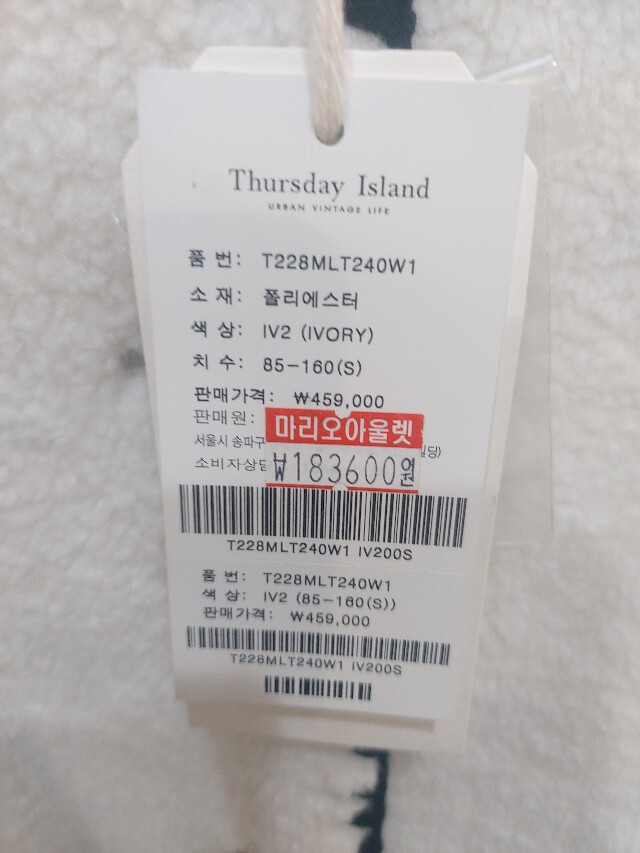 Thursday Island
URBAN VINTAGE LIFE
품 번: T228MLT240W1
소 재: 폴리에스터
색 상: IV2 (IVORY)
치 수: 85-160(S)
판매가격: ₩459,000
판매원:
마리오아울렛
서울시 송파구
빌딩)
소비자상담
₩183600원
T228MLT240W1 IV200S
품 번: T228MLT240W1
색 상: IV2 (85-160(S))
판매가격: ₩459,000
T228MLT240W1 IV200S